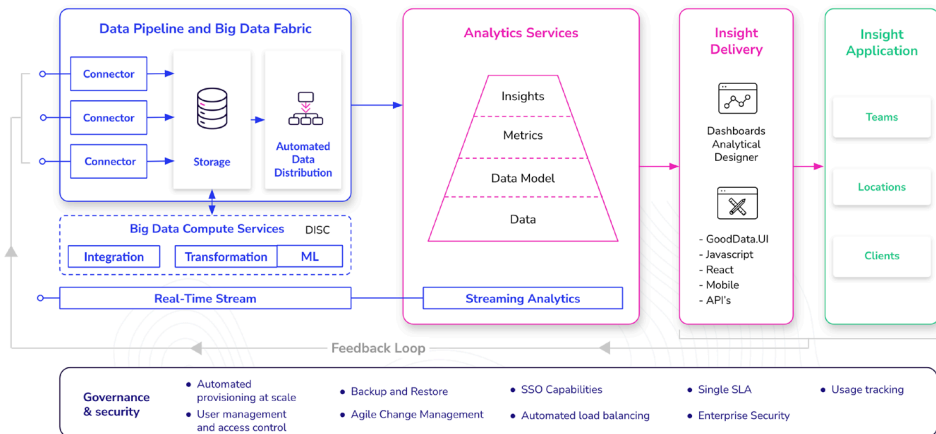 Data Pipeline and Big Data Fabric
Connector
Connector
Connector
Storage
Automated
Data
Distribution
Big Data Compute Services
DISC
Integration
Transformation
ML
Real-Time Stream
Analytics Services
Insights
Metrics
Data Model
Data
Streaming Analytics
Insight
Delivery
Dashboards
Analytical
Designer
- GoodData.UI
- Javascript
- React
- Mobile
- API's
Insight
Application
Teams
Locations
Clients
Feedback Loop
Governance
& security
• Automated
provisioning at scale
• User management
and access control
• Backup and Restore
• Agile Change Management
• SSO Capabilities
• Automated load balancing
• Single SLA
• Enterprise Security
• Usage tracking